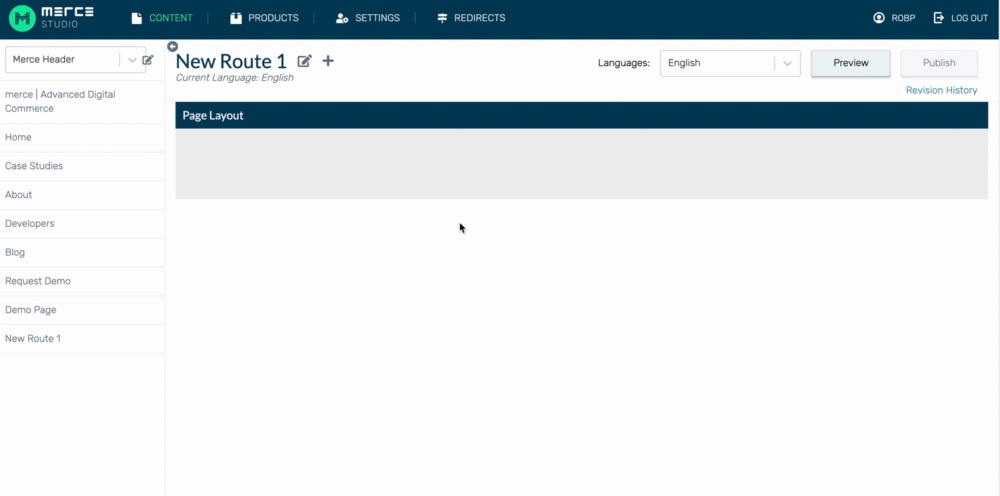 MERCE
STUDIO
CONTENT
PRODUCTS
SETTINGS
REDIRECTS
ROBP
LOG OUT
Merce Header
merce | Advanced Digital
Commerce
Home
Case Studies
About
Developers
Blog
Request Demo
Demo Page
New Route 1
New Route 1
Current Language: English
Languages:
English
Preview
Publish
Revision History
Page Layout